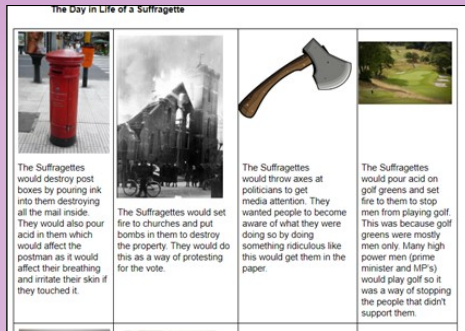 The Day in Life of a Suffragette
The Suffragettes
would destroy post
boxes by pouring ink
into them destroying
all the mail inside.
They would also pour
acid in them which
would affect the
postman as it would
affect their breathing
and irritate their skin if
they touched it.
The Suffragettes would set
fire to churches and put
bombs in them to destroy
the property. They would do
this as a way of protesting
for the vote.
The Suffragettes
would throw axes at
politicians to get
media attention. They
wanted people to become
aware of what they were
doing so by doing
something ridiculous like
this would get them in the
paper.
The Suffragettes
would pour acid on
golf greens and set
fire to them to stop
men from playing golf.
This was because golf
greens were mostly
men only. Many high
power men (prime
minister and MP's)
would play golf so it
was a way of stopping
the people that didn't
support them.